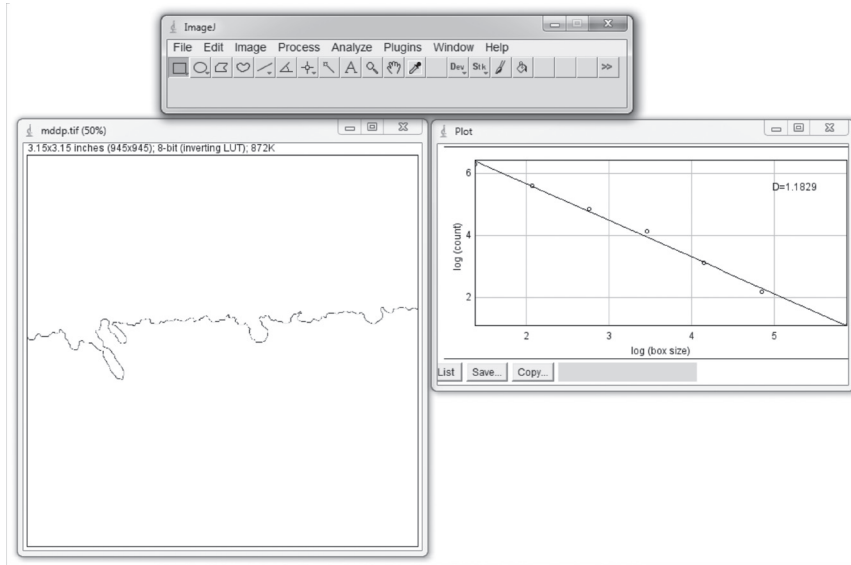 ImageJ
File Edit Image Process Analyze Plugins Window Help
A Dev Stk >>
mddp.tif (50%)
3.15x3.15 inches (945x945); 8-bit (inverting LUT); 872K
Plot
D=1.1829
6
4
2
log (count)
2 3 4 5
log (box size)
List Save... Copy...